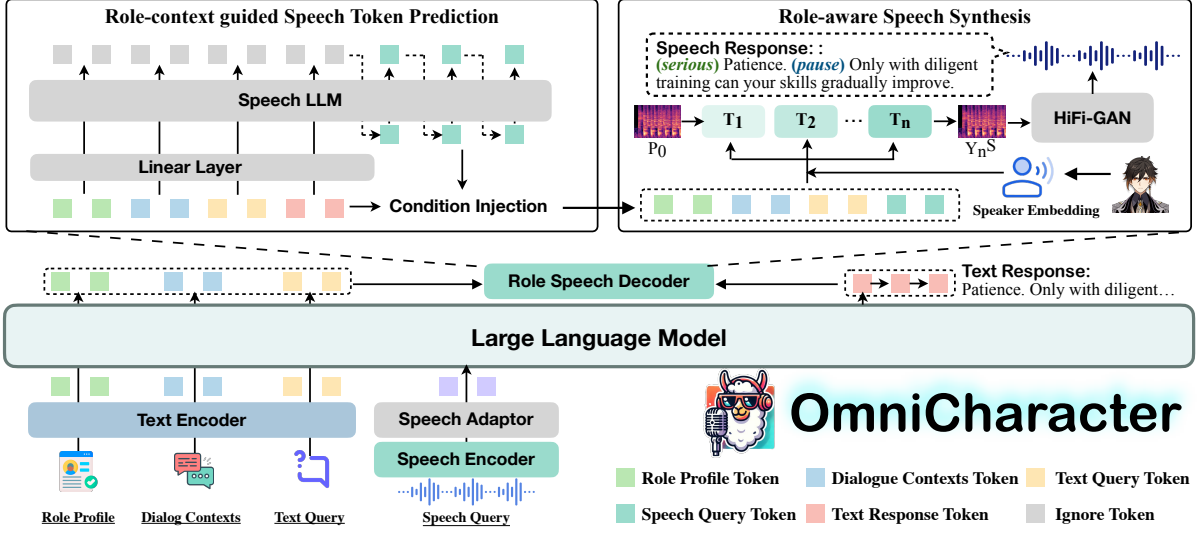 Role-context guided Speech Token Prediction
Speech LLM
Linear Layer
Condition Injection
Role-aware Speech Synthesis
Speech Response: :
(serious) Patience. (pause) Only with diligent
training can your skills gradually improve.
P0
T1
T2
...
Tn
YnS
HiFi-GAN
Speaker Embedding
Role Speech Decoder
Text Response:
Patience. Only with diligent…
Large Language Model
Text Encoder
Speech Adaptor
Speech Encoder
Role Profile
Dialog Contexts
Text Query
Speech Query
OmniCharacter
Role Profile Token
Dialogue Contexts Token
Text Query Token
Speech Query Token
Text Response Token
Ignore Token